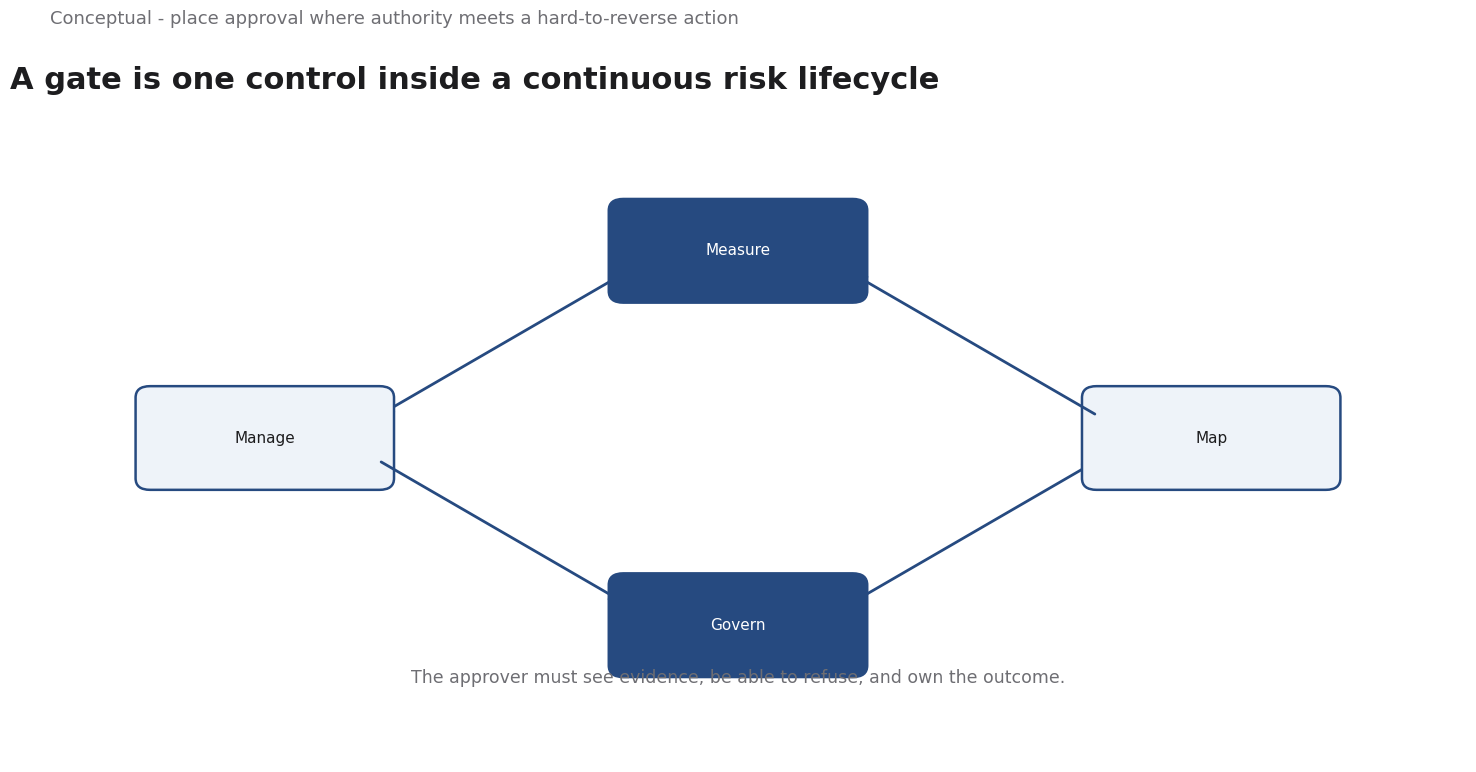 Conceptual - place approval where authority meets a hard-to-reverse action
A gate is one control inside a continuous risk lifecycle
Measure
Manage
Map
Govern
The approver must see evidence, be able to refuse, and own the outcome.